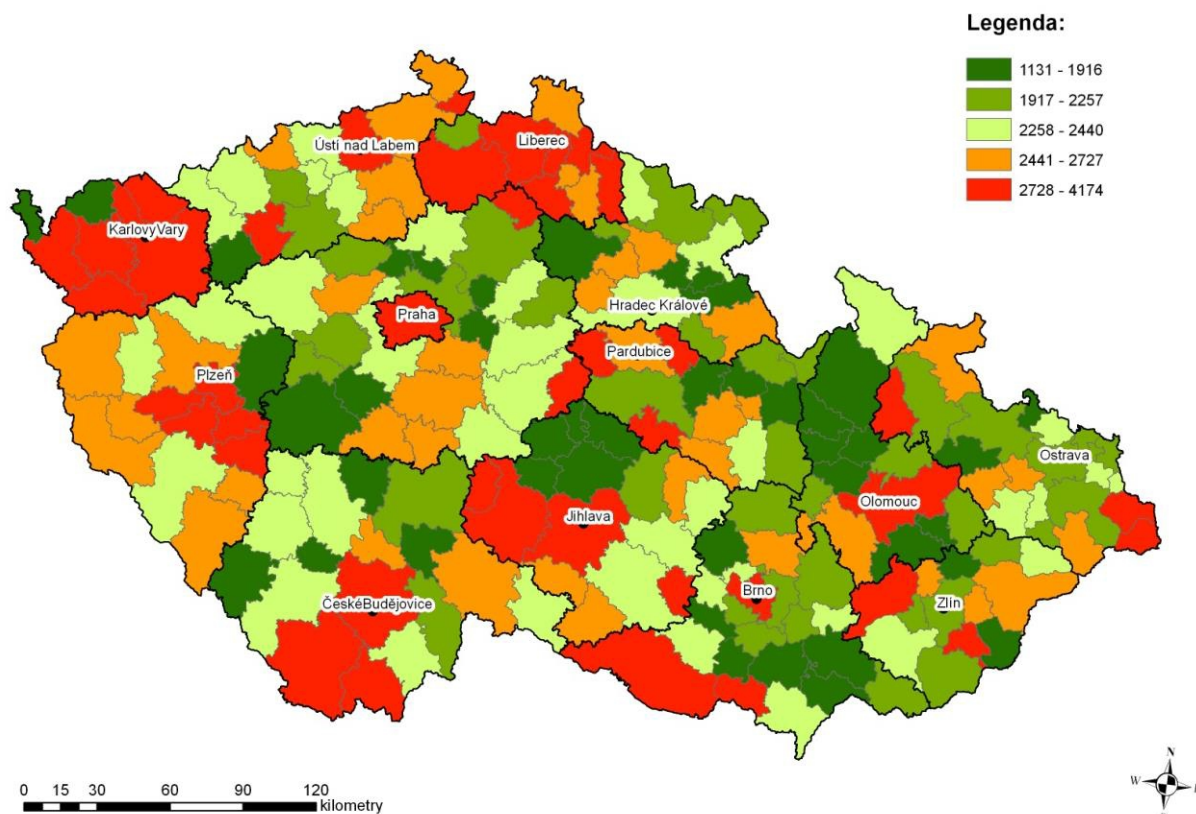 Legenda:
1131 - 1916
1917 - 2257
2258 - 2440
2441 - 2727
2728 - 4174
Ústí nad Labem
Liberec
KarlovyVary
Hradec Králové
Praha
Pardubice
Plzeň
Ostrava
Olomouc
Jihlava
Brno
Zlín
ČeskéBudějovice
0 15 30 60 90 120
kilometry
N
W